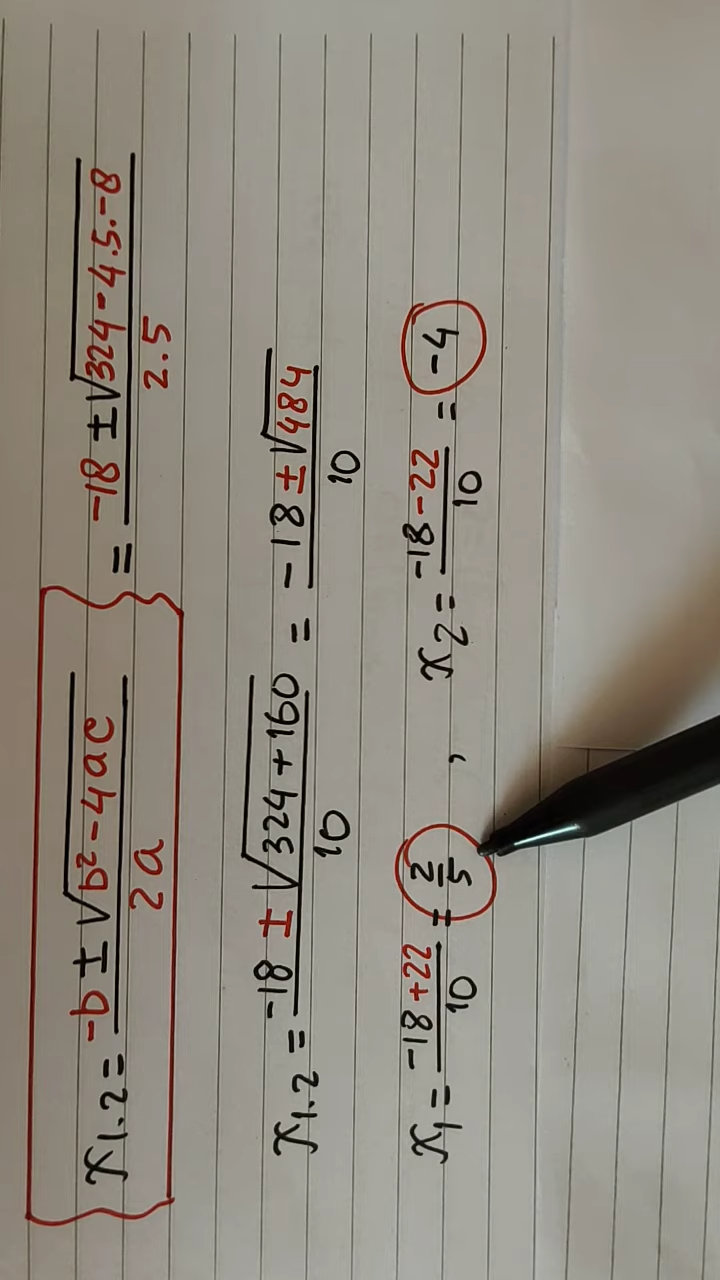 x₁.₂ = (-b ± √(b² - 4ac)) / 2a = (-18 ± √(324 - 4.5.-8)) / 2.5
x₁.₂ = (-18 ± √(324 + 160)) / 10 = (-18 ± √484) / 10
x₁ = (-18 + 22) / 10 = 2/5 , x₂ = (-18 - 22) / 10 = -4